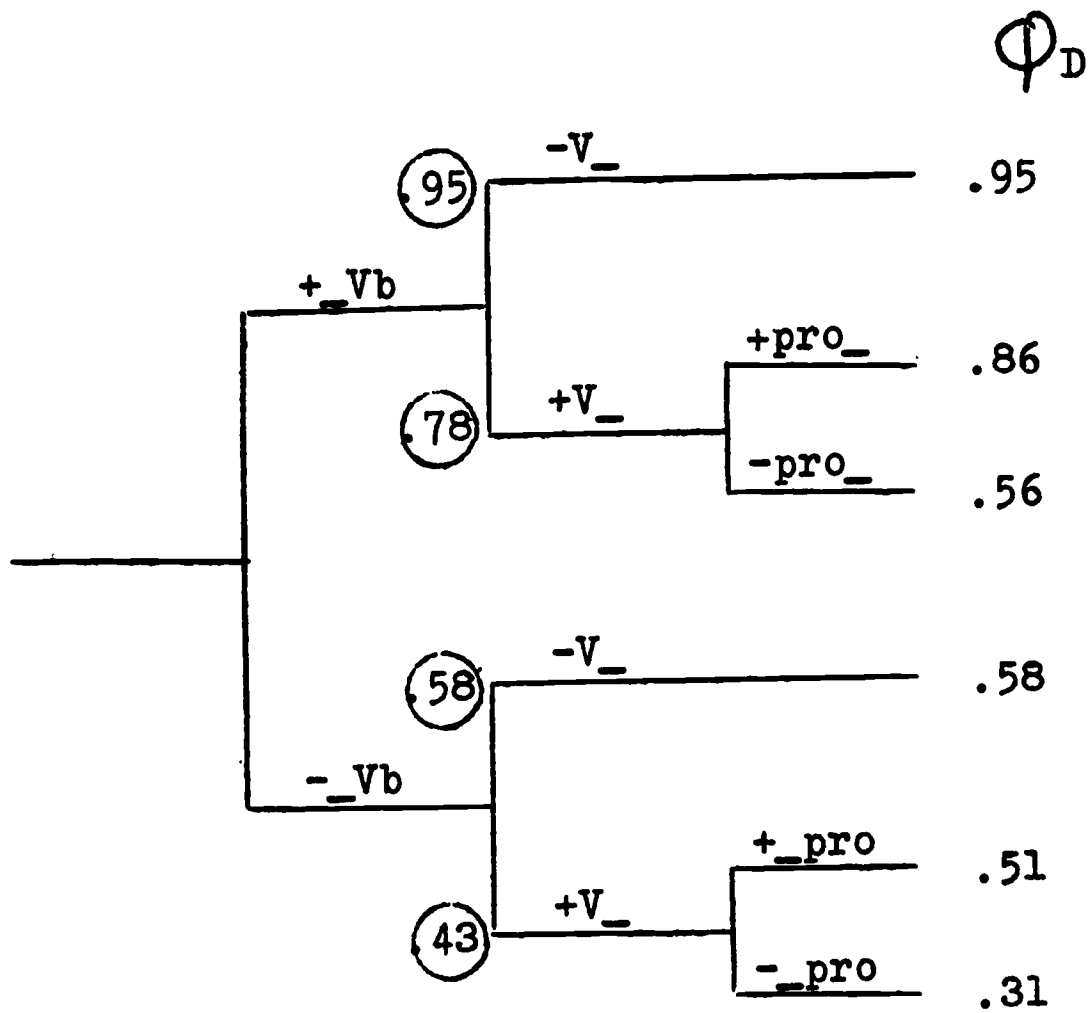 φD
-V_
.95
.95
+_Vb
+pro_
.86
+V_
.78
-pro_
.56
-V_
.58
.58
-_Vb
+_pro
.51
+V_
.43
-_pro
.31